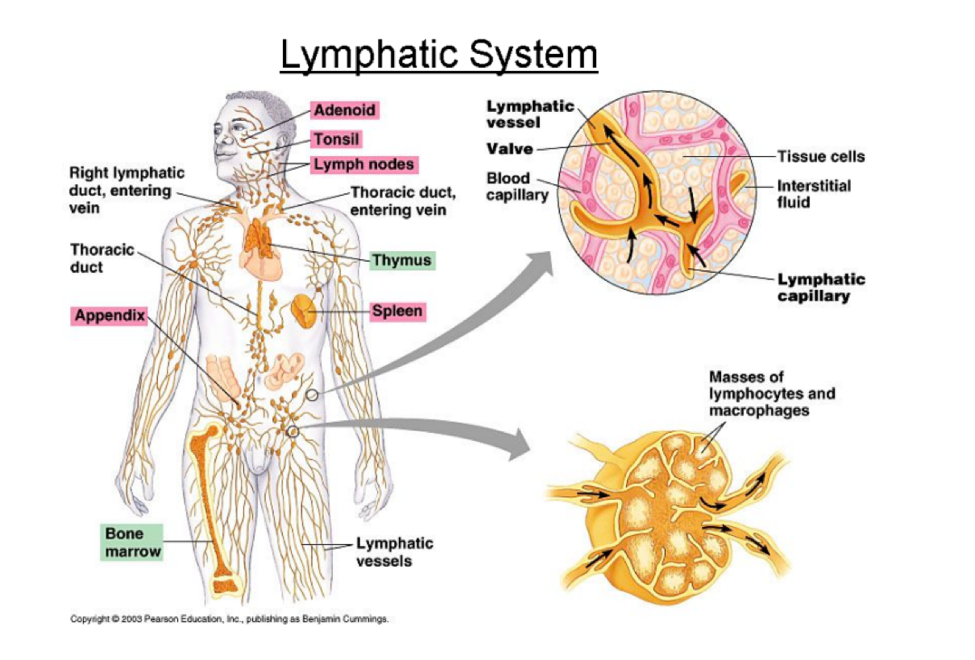 Lymphatic System
Adenoid
Tonsil
Lymph nodes
Right lymphatic
duct, entering
vein
Thoracic duct,
entering vein
Thoracic
duct
Thymus
Appendix
Spleen
Bone
marrow
Lymphatic
vessels
Lymphatic
vessel
Valve
Blood
capillary
Tissue cells
Interstitial
fluid
Lymphatic
capillary
Masses of
lymphocytes and
macrophages
Copyright © 2003 Pearson Education, Inc., publishing as Benjamin Cummings.